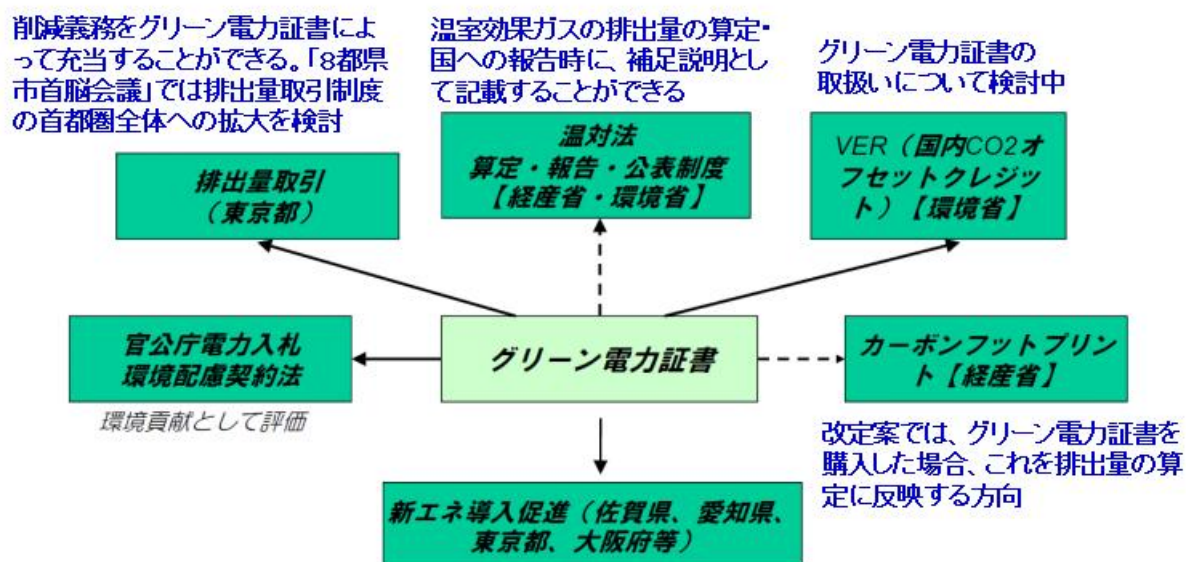 削減義務をグリーン電力証書によ
って充当することができる。「8都県
市首脳会議」では排出量取引制度
の首都圏全体への拡大を検討
温室効果ガスの排出量の算定・
国への報告時に、補足説明とし
て記載することができる
グリーン電力証書の
取扱いについて検討中
排出量取引
（東京都）
温対法
算定・報告・公表制度
【経産省・環境省】
VER（国内CO2オ
フセットクレジッ
ト）【環境省】
官公庁電力入札
環境配慮契約法
環境貢献として評価
グリーン電力証書
カーボンフットプリン
ト【経産省】
改定案では、グリーン電力証書を
購入した場合、これを排出量の算
定に反映する方向
新エネ導入促進（佐賀県、愛知県、
東京都、大阪府等）